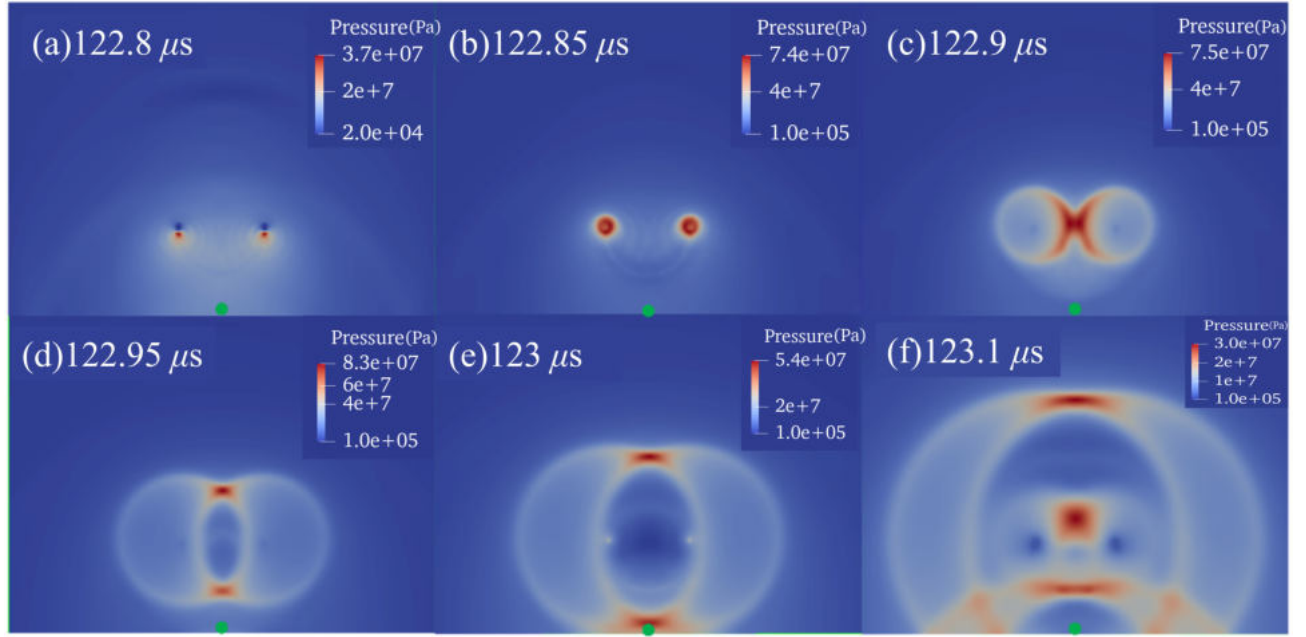 (a)122.8 μs
Pressure(Pa)
3.7e+07
2e+7
2.0e+04
(b)122.85 μs
Pressure(Pa)
7.4e+07
4e+7
1.0e+05
(c)122.9 μs
Pressure(Pa)
7.5e+07
4e+7
1.0e+05
(d)122.95 μs
Pressure(Pa)
8.3e+07
6e+7
4e+7
1.0e+05
(e)123 μs
Pressure(Pa)
5.4e+07
2e+7
1.0e+05
(f)123.1 μs
Pressure(Pa)
3.0e+07
2e+7
1e+7
1.0e+05